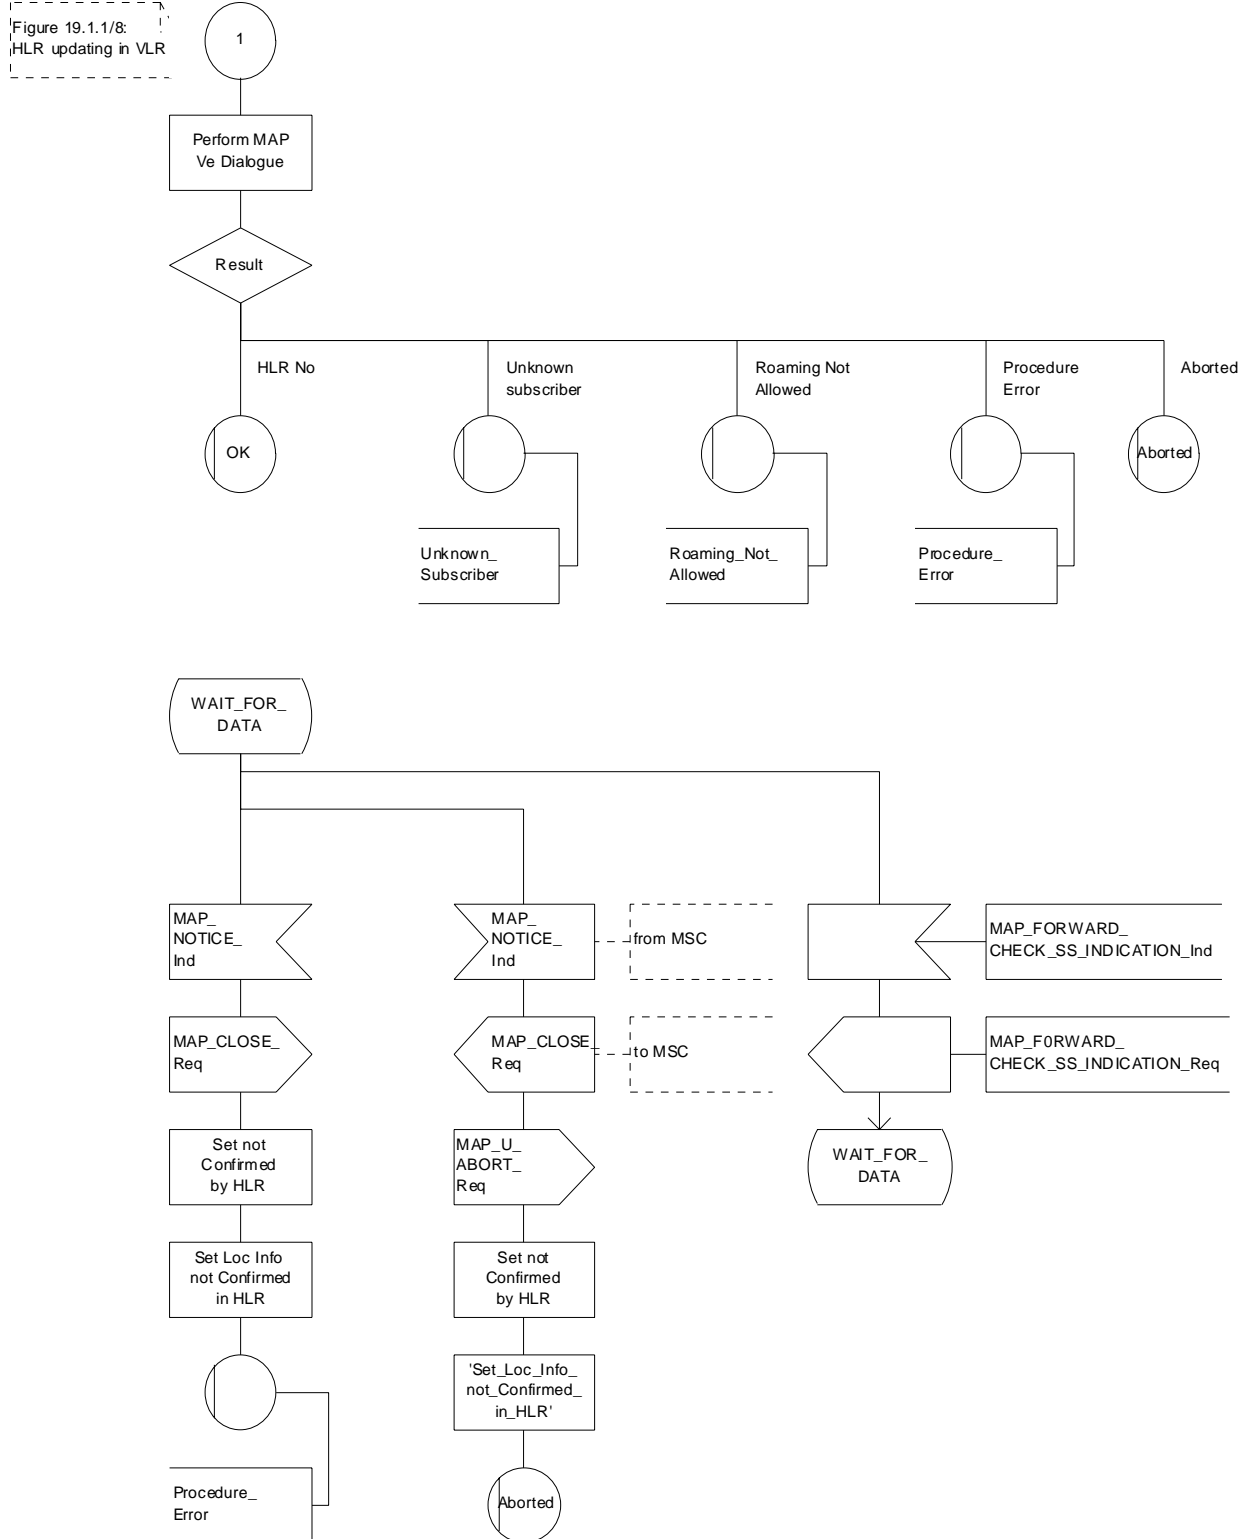 Figure 19.1.1/8:
HLR updating in VLR
1
Perform MAP
Ve Dialogue
Result
HLR No
Unknown
subscriber
Roaming Not
Allowed
Procedure
Error
Aborted
OK
Aborted
Unknown_
Subscriber
Roaming_Not_
Allowed
Procedure_
Error
WAIT_FOR_
DATA
MAP_
NOTICE_
Ind
MAP_
NOTICE_
Ind
from MSC
MAP_FORWARD_
CHECK_SS_INDICATION_Ind
MAP_CLOSE_
Req
MAP_CLOSE_
Req
to MSC
MAP_F0RWARD_
CHECK_SS_INDICATION_Req
Set not
Confirmed
by HLR
MAP_U_
ABORT_
Req
WAIT_FOR_
DATA
Set Loc Info
not Confirmed
in HLR
Set not
Confirmed
by HLR
'Set_Loc_Info_
not_Confirmed_
in_HLR'
Procedure_
Error
Aborted